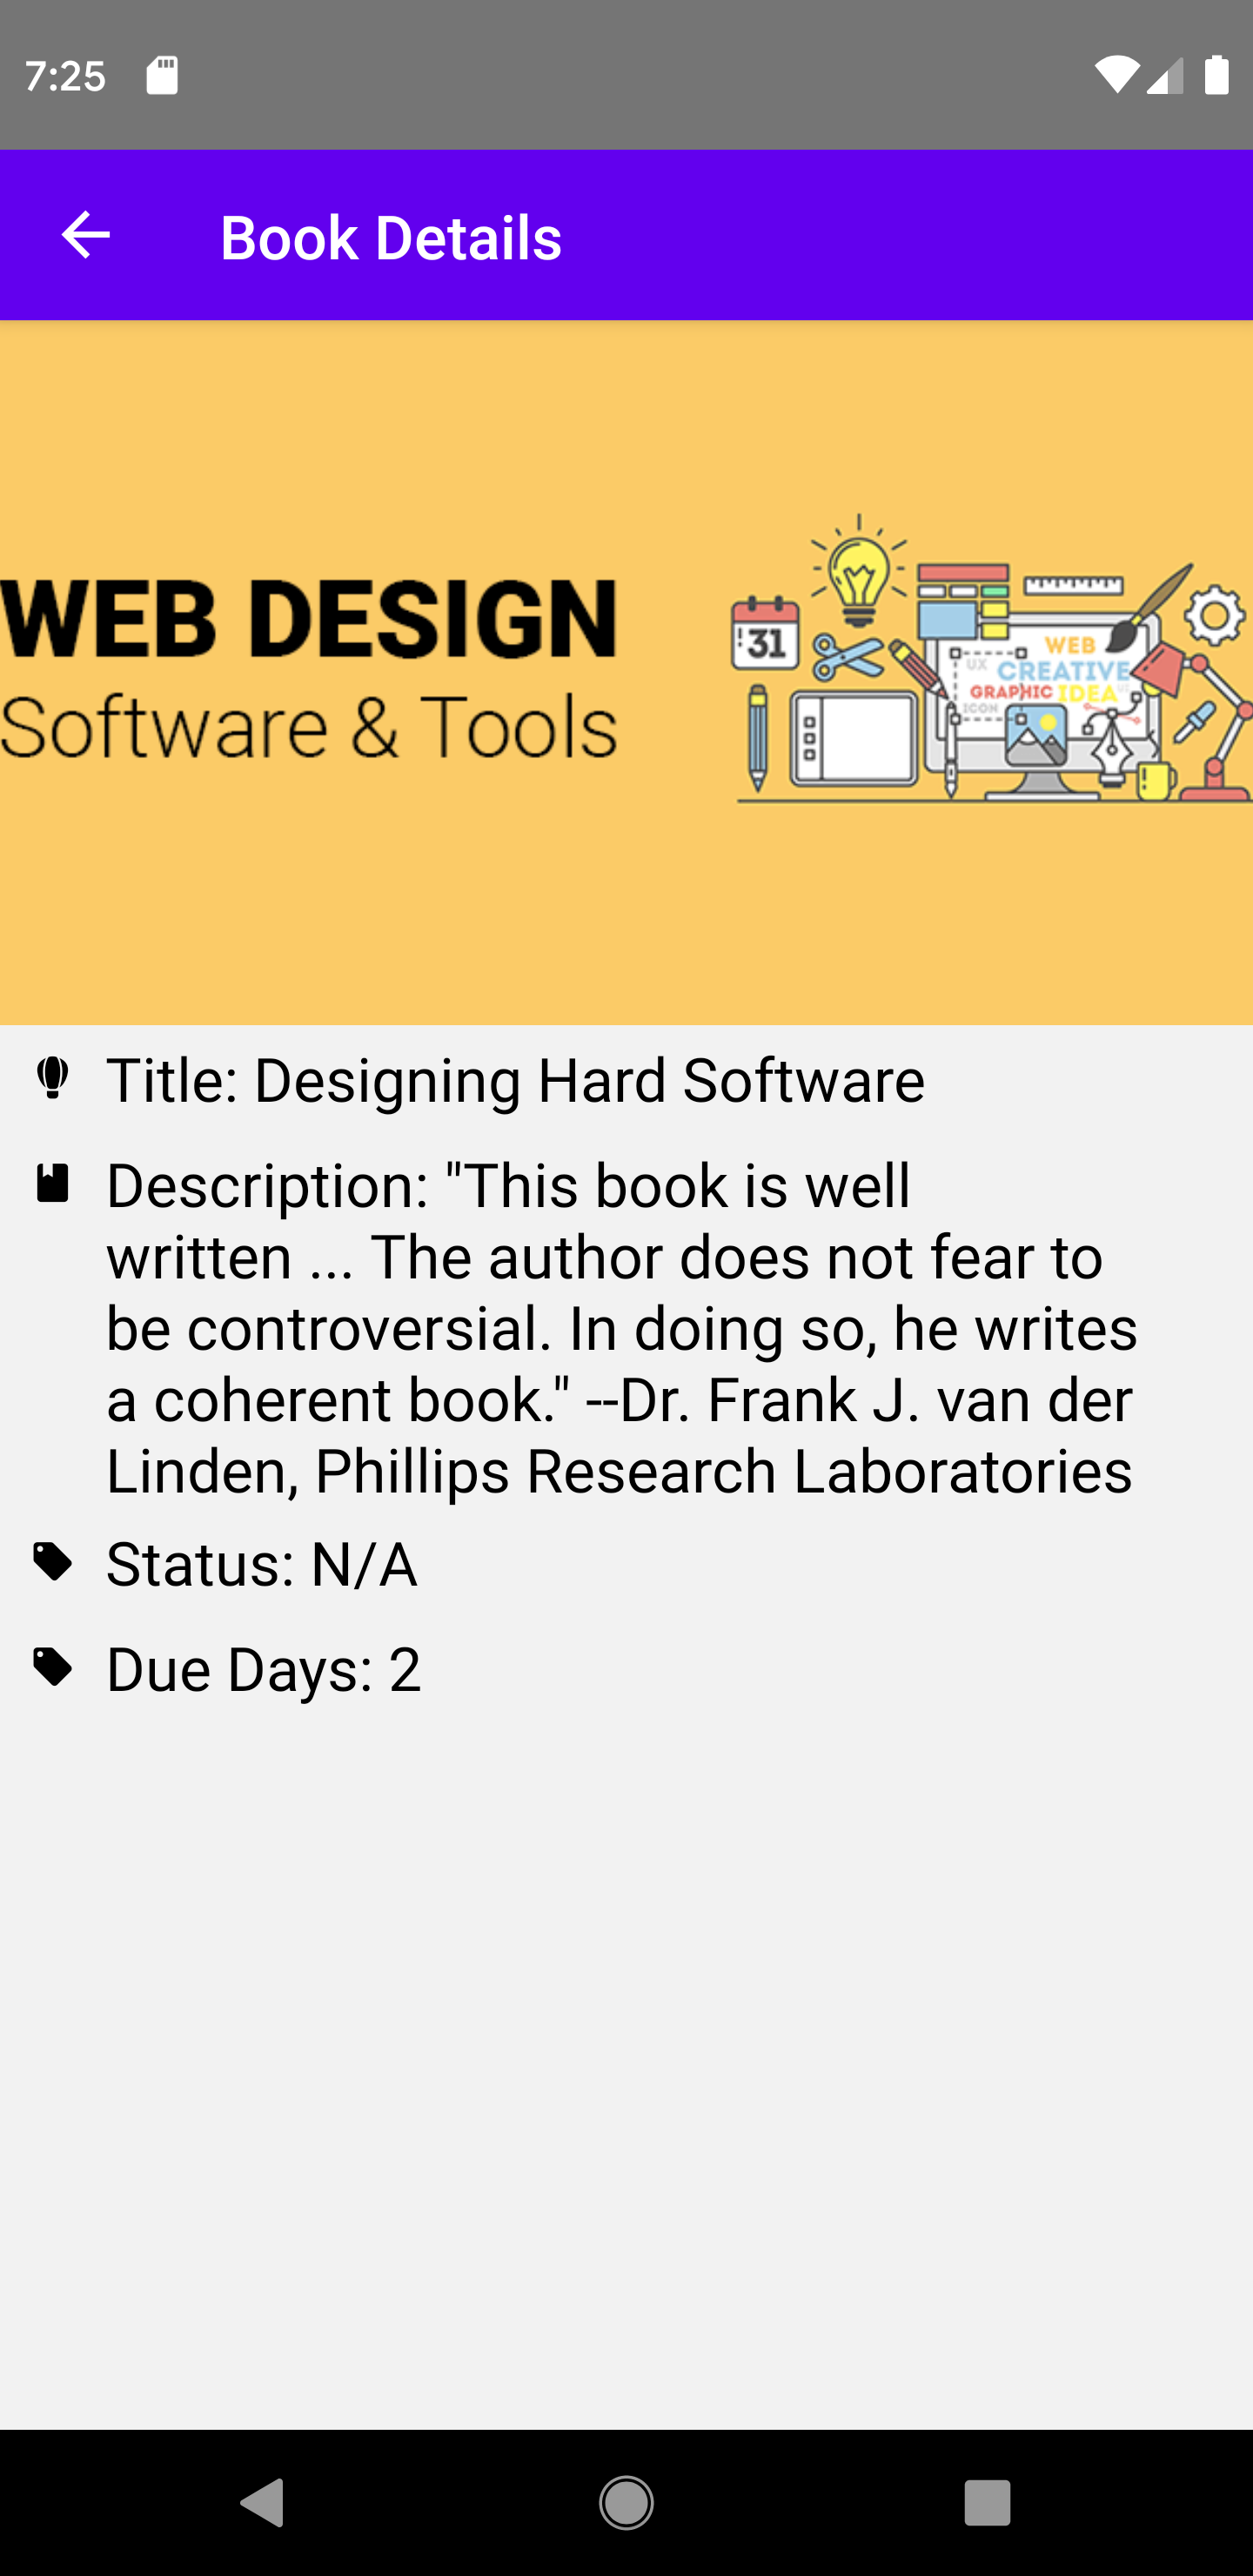 7:25
Book Details
WEB DESIGN
Software & Tools
31
WEB
UX
CREATIVE
GRAPHIC IDEA
ICON
Title: Designing Hard Software
Description: "This book is well
written ... The author does not fear to
be controversial. In doing so, he writes
a coherent book." --Dr. Frank J. van der
Linden, Phillips Research Laboratories
Status: N/A
Due Days: 2